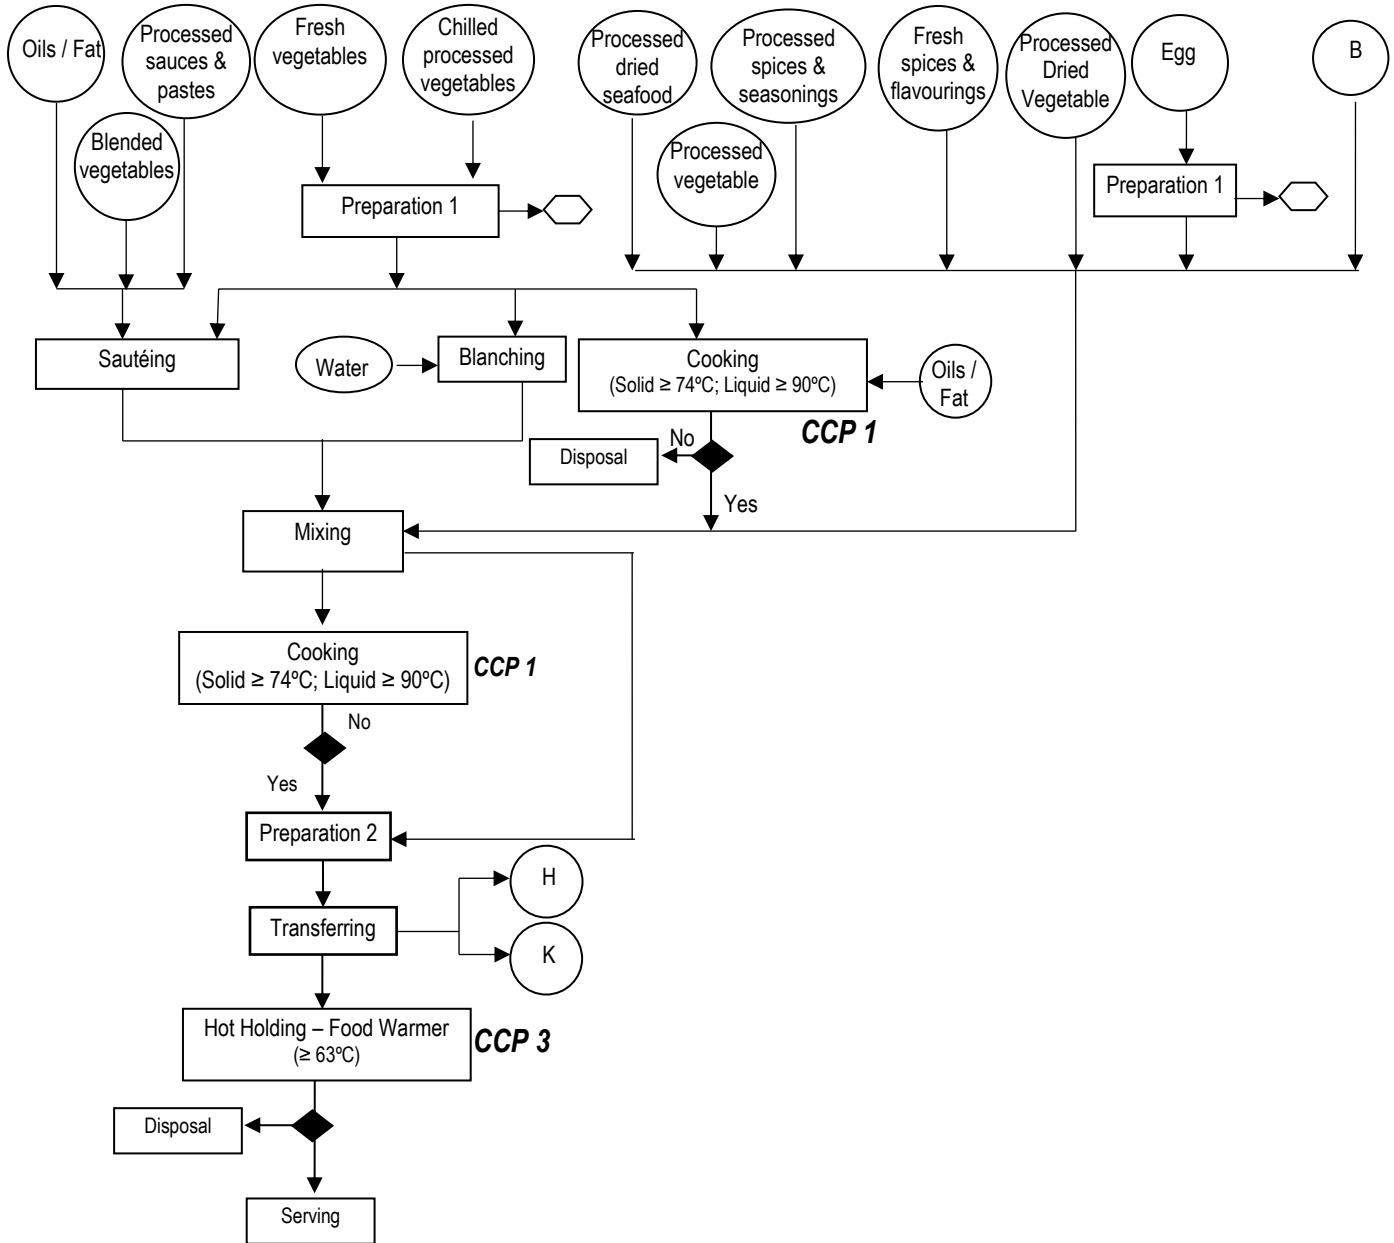 Oils / Fat
Processed
sauces &
pastes
Fresh
vegetables
Chilled
processed
vegetables
Processed
dried
seafood
Processed
spices &
seasonings
Fresh
spices &
flavourings
Processed
Dried
Vegetable
Egg
B
Blended
vegetables
Processed
vegetable
Preparation 1
Preparation 1
Sautéing
Water
Blanching
Cooking
(Solid ≥ 74ºC; Liquid ≥ 90ºC)
Oils /
Fat
CCP 1
No
Disposal
Yes
Mixing
Cooking
(Solid ≥ 74ºC; Liquid ≥ 90ºC)
CCP 1
No
Yes
Preparation 2
H
Transferring
K
Hot Holding – Food Warmer
(≥ 63ºC)
CCP 3
Disposal
Serving